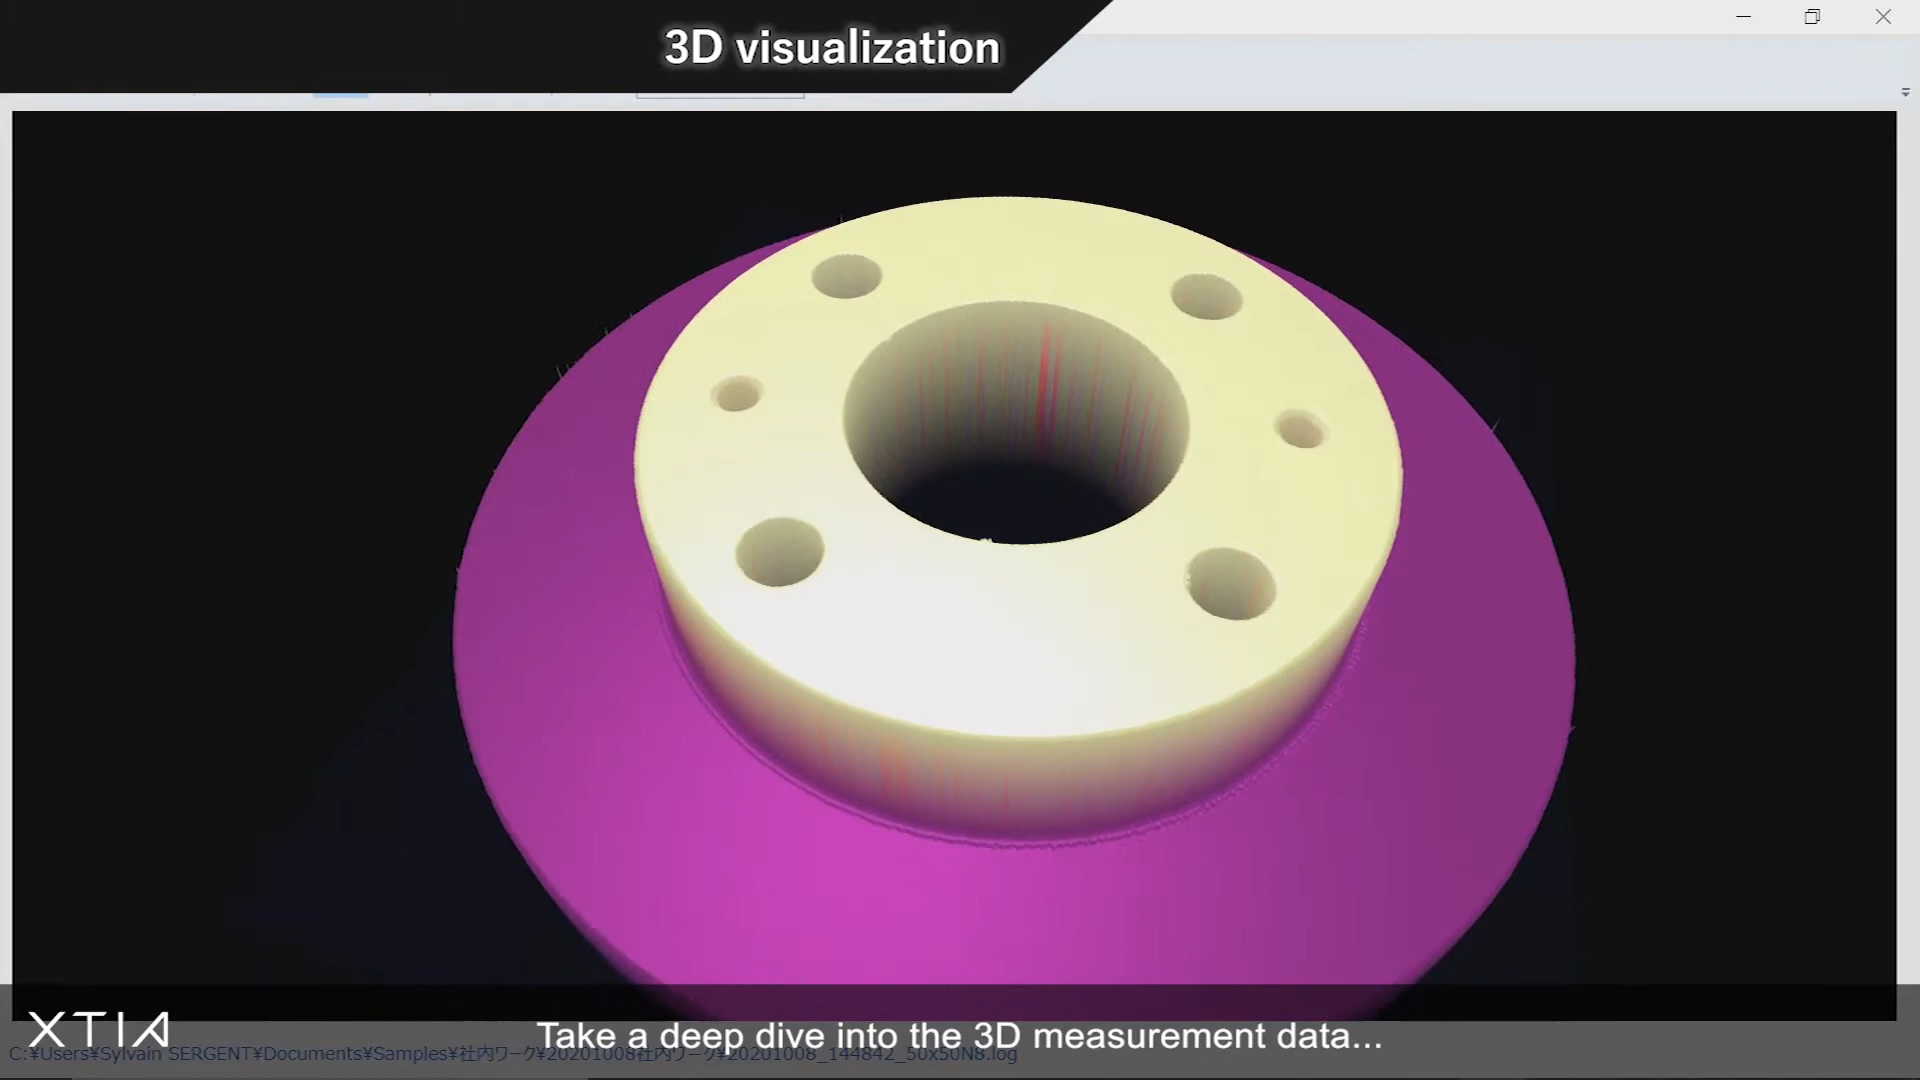 3D visualization
XTIA
Take a deep dive into the 3D measurement data...
C:¥Users¥Sylvain SERGENT¥Documents¥Samples¥社内ワーク¥20201008社内ワーク¥20201008_144842_50x50N8.log